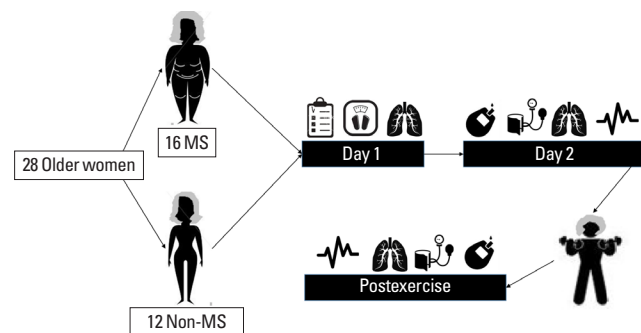 16 MS
28 Older women
12 Non-MS
Day 1
Day 2
Postexercise